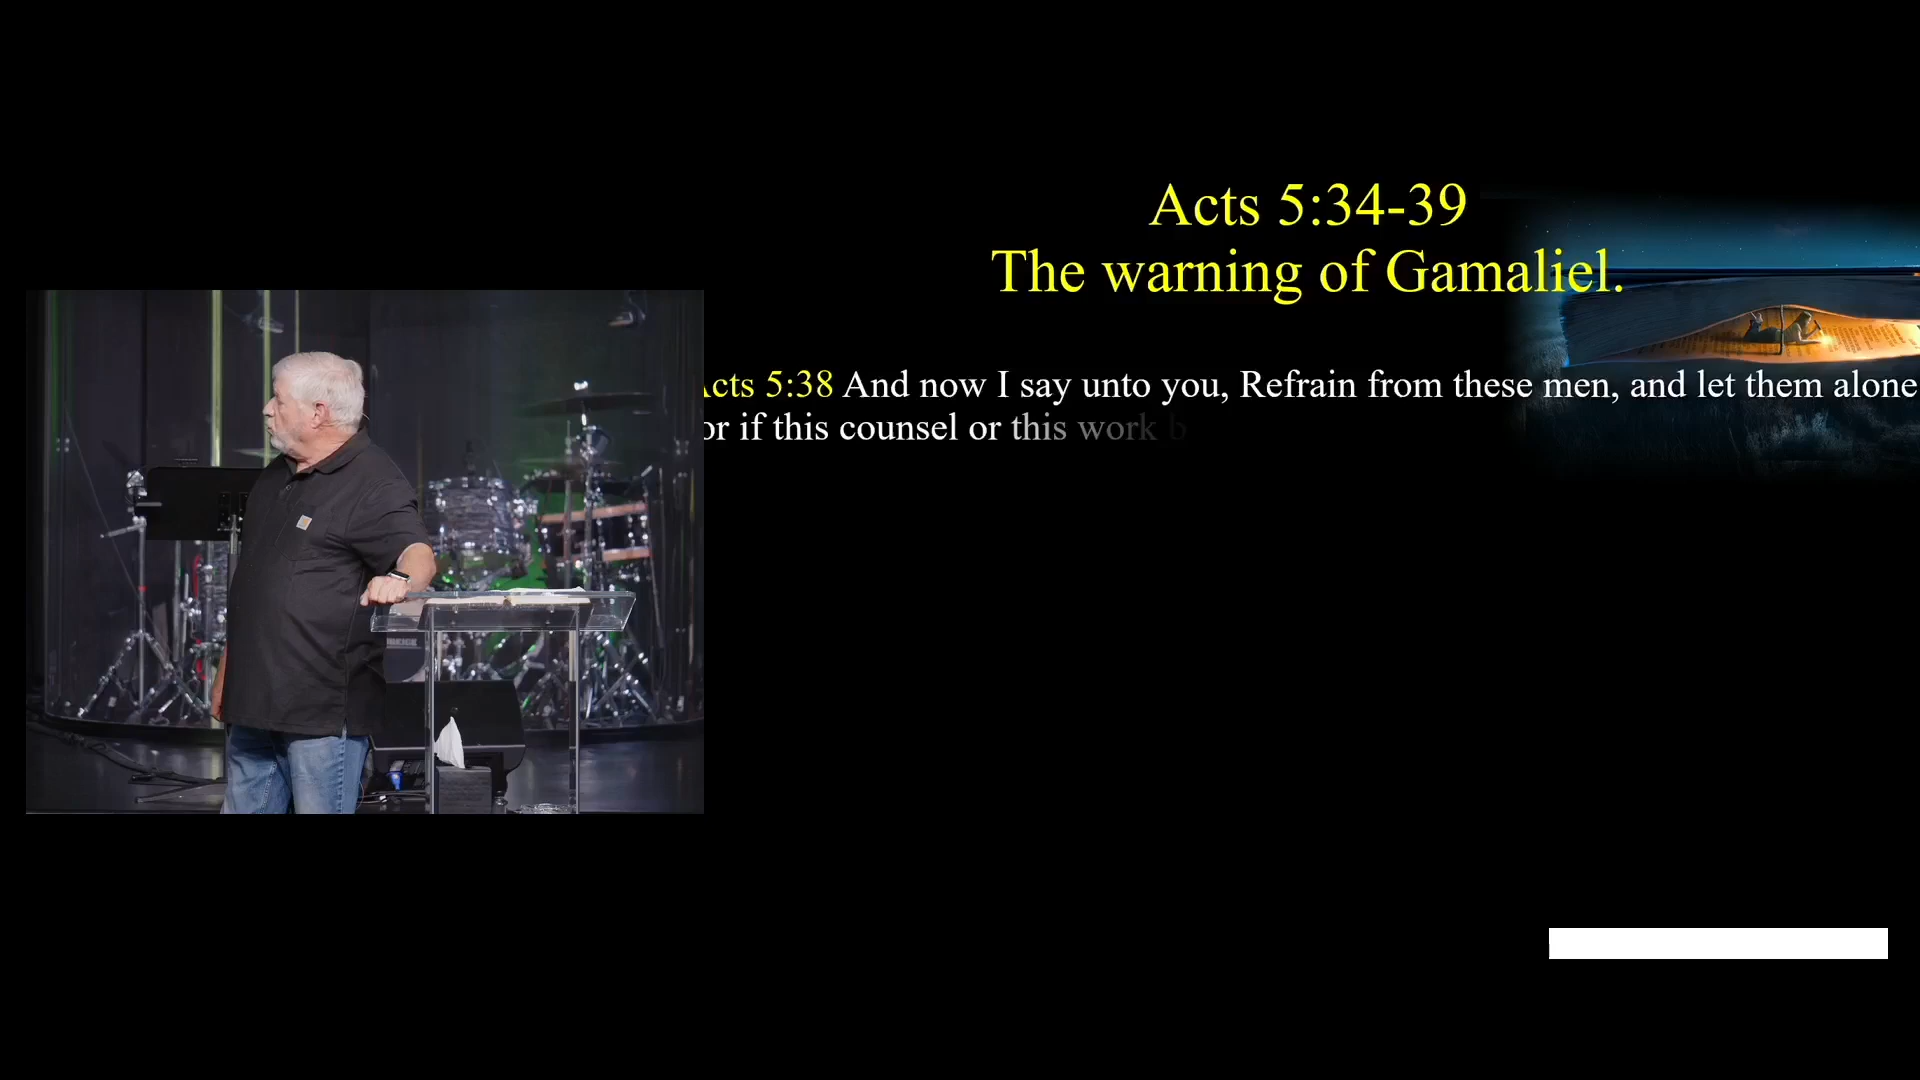 Acts 5:34-39
The warning of Gamaliel.
cts 5:38 And now I say unto you, Refrain from these men, and let them alone
or if this counsel or this work b